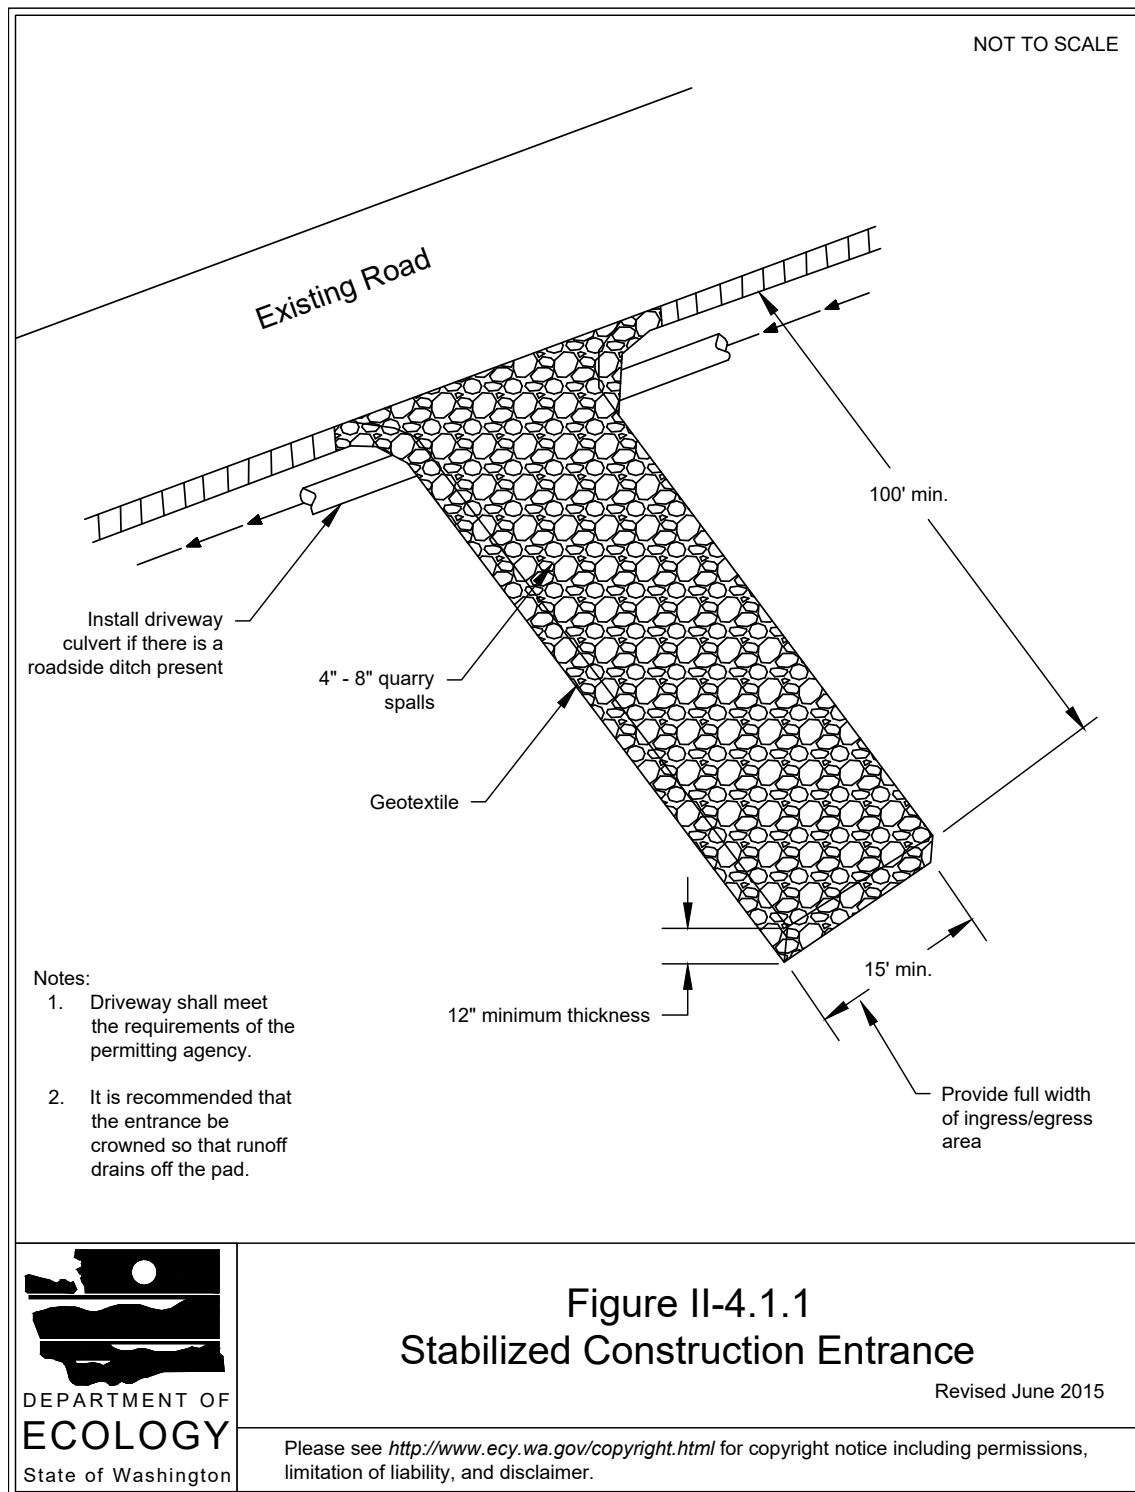 NOT TO SCALE
Existing Road
100' min.
Install driveway
culvert if there is a
roadside ditch present
4" - 8" quarry
spalls
Geotextile
15' min.
12" minimum thickness
Provide full width
of ingress/egress
area
Notes:
1. Driveway shall meet
the requirements of the
permitting agency.
2. It is recommended that
the entrance be
crowned so that runoff
drains off the pad.
DEPARTMENT OF
ECOLOGY
State of Washington
Figure II-4.1.1
Stabilized Construction Entrance
Revised June 2015
Please see http://www.ecy.wa.gov/copyright.html for copyright notice including permissions,
limitation of liability, and disclaimer.